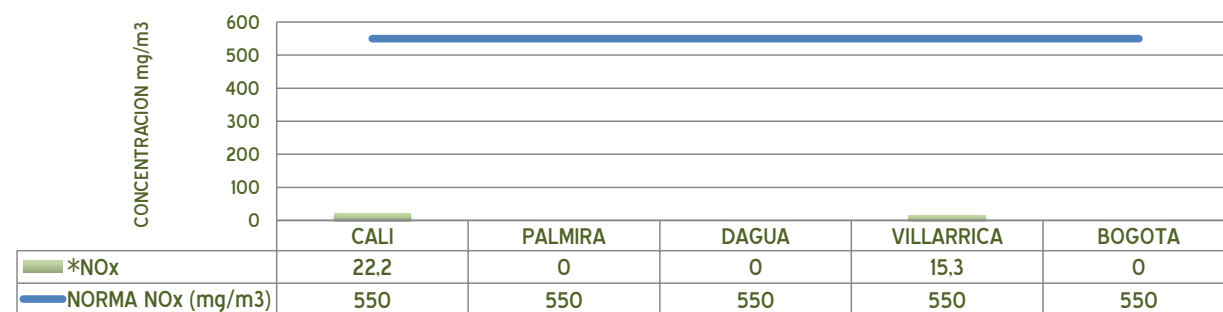 CONCENTRACION mg/m3
600
500
400
300
200
100
0
CALI PALMIRA DAGUA VILLARRICA BOGOTA
*NOx 22,2 0 0 15,3 0
NORMA NOx (mg/m3) 550 550 550 550 550